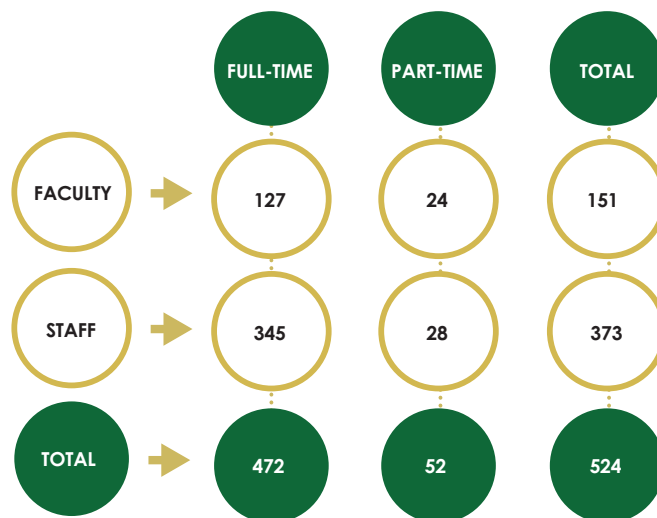 FULL-TIME PART-TIME TOTAL
FACULTY 127 24 151
STAFF 345 28 373
TOTAL 472 52 524